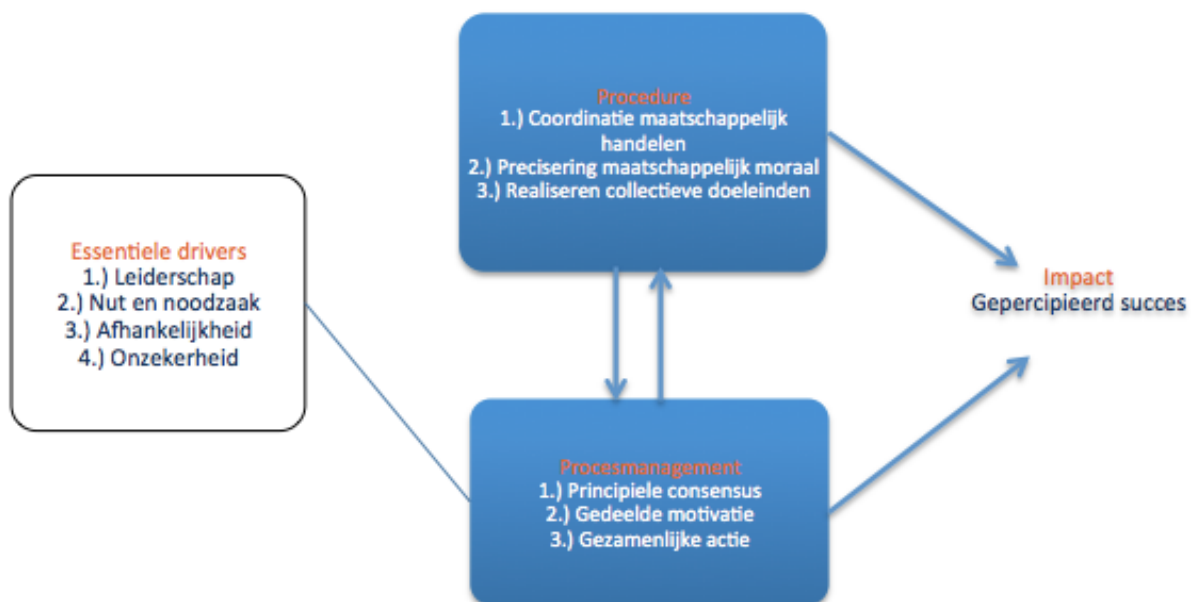 Procedure
1.) Coordinatie maatschappelijk
handelen
2.) Precisering maatschappelijk moraal
3.) Realiseren collectieve doeleinden
Essentiele drivers
1.) Leiderschap
2.) Nut en noodzaak
3.) Afhankelijkheid
4.) Onzekerheid
Impact
Gepercipieerd succes
Procesmanagement
1.) Principiele consensus
2.) Gedeelde motivatie
3.) Gezamenlijke actie